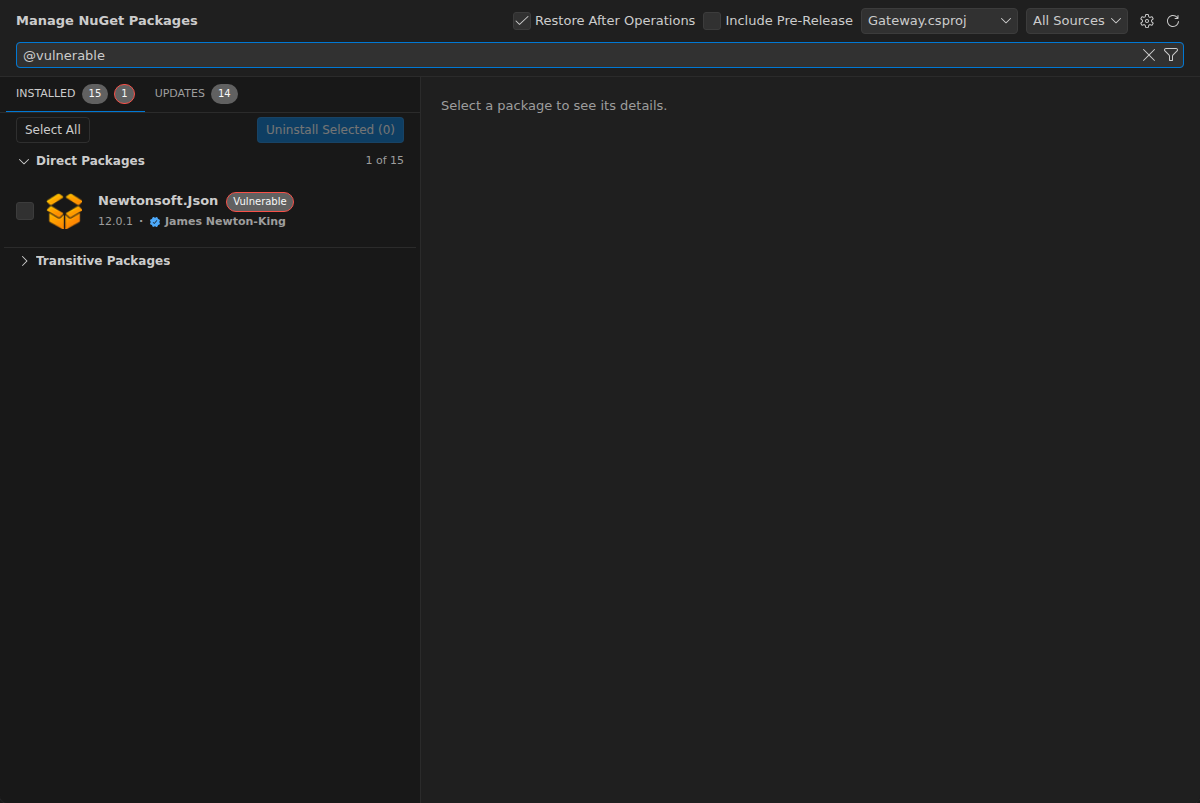 Manage NuGet Packages
Restore After Operations
Include Pre-Release
Gateway.csproj
All Sources
@vulnerable
INSTALLED 15 1 UPDATES 14
Select All
Uninstall Selected (0)
Direct Packages 1 of 15
Newtonsoft.Json Vulnerable
12.0.1 · James Newton-King
Transitive Packages
Select a package to see its details.